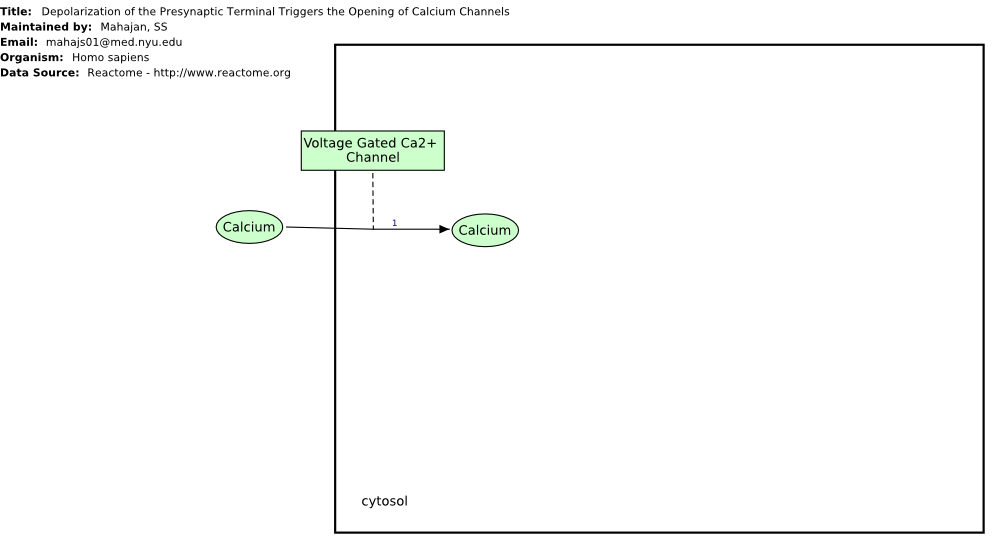 Title: Depolarization of the Presynaptic Terminal Triggers the Opening of Calcium Channels
Maintained by: Mahajan, SS
Email: mahajs01@med.nyu.edu
Organism: Homo sapiens
Data Source: Reactome - http://www.reactome.org
Voltage Gated Ca2+
Channel
1
Calcium
Calcium
cytosol